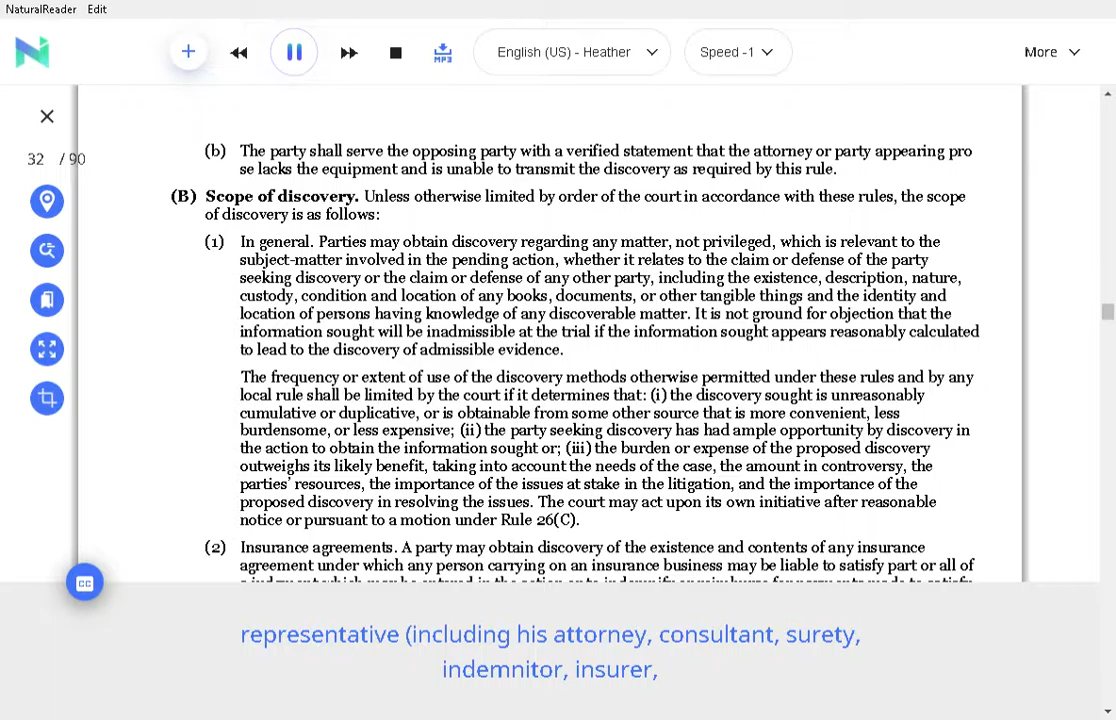 NaturalReader Edit
English (US) - Heather
Speed -1
More
MP3
32 / 90
(b) The party shall serve the opposing party with a verified statement that the attorney or party appearing pro
se lacks the equipment and is unable to transmit the discovery as required by this rule.
(B) Scope of discovery. Unless otherwise limited by order of the court in accordance with these rules, the scope
of discovery is as follows:
(1) In general. Parties may obtain discovery regarding any matter, not privileged, which is relevant to the
subject-matter involved in the pending action, whether it relates to the claim or defense of the party
seeking discovery or the claim or defense of any other party, including the existence, description, nature,
custody, condition and location of any books, documents, or other tangible things and the identity and
location of persons having knowledge of any discoverable matter. It is not ground for objection that the
information sought will be inadmissible at the trial if the information sought appears reasonably calculated
to lead to the discovery of admissible evidence.
The frequency or extent of use of the discovery methods otherwise permitted under these rules and by any
local rule shall be limited by the court if it determines that: (i) the discovery sought is unreasonably
cumulative or duplicative, or is obtainable from some other source that is more convenient, less
burdensome, or less expensive; (ii) the party seeking discovery has had ample opportunity by discovery in
the action to obtain the information sought or; (iii) the burden or expense of the proposed discovery
outweighs its likely benefit, taking into account the needs of the case, the amount in controversy, the
parties' resources, the importance of the issues at stake in the litigation, and the importance of the
proposed discovery in resolving the issues. The court may act upon its own initiative after reasonable
notice or pursuant to a motion under Rule 26(C).
(2) Insurance agreements. A party may obtain discovery of the existence and contents of any insurance
agreement under which any person carrying on an insurance business may be liable to satisfy part or all of
CC
representative (including his attorney, consultant, surety,
indemnitor, insurer,